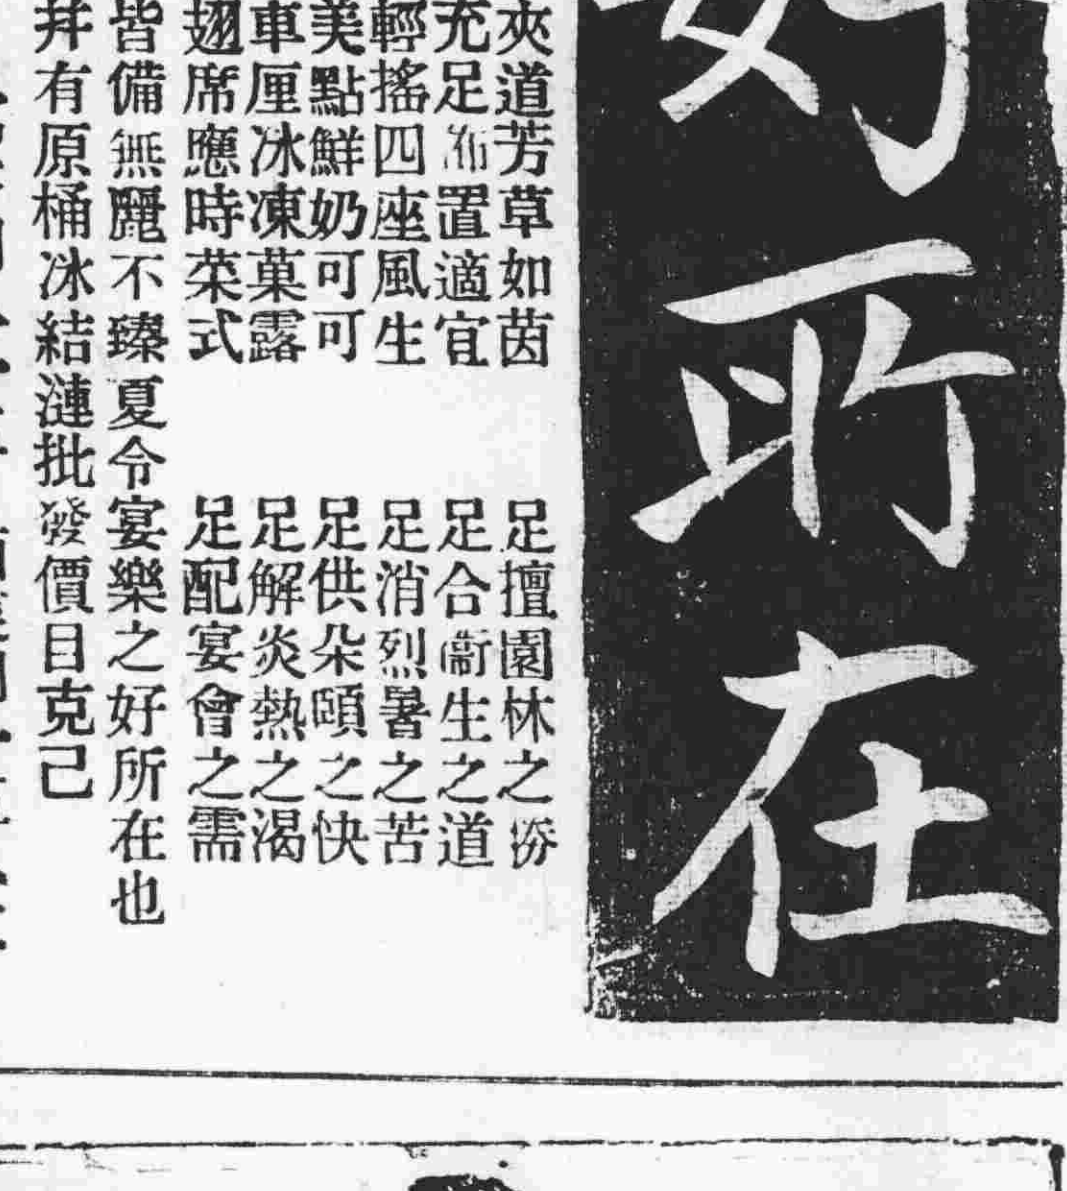 好所在
夾道芳草如茵 足擅園林之
充足佈置適宜 足合衞生之道
輕搖四座風生 足消烈暑之苦
美點鮮奶可可 足供朵頤之快
車厘冰凍菓露 足解炎熱之渴
翅席應時菜式 足配宴會之需
皆備無麗不臻夏令宴樂之好所在也
幷有原桶冰結漣批發價目克己